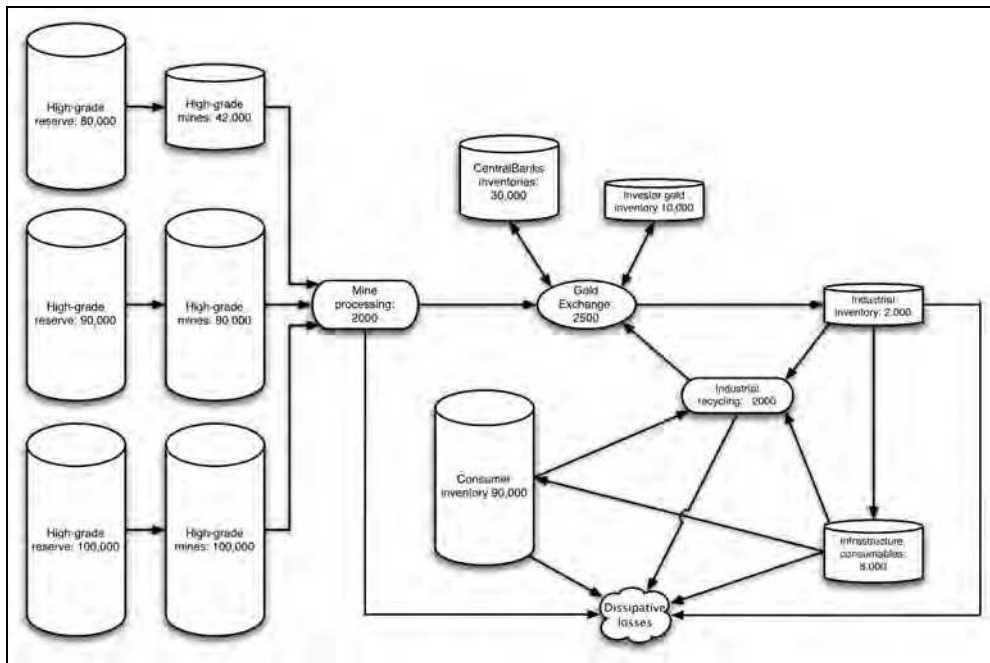 High-grade
reserve: 80,000
High-grade
mines: 42,000
CentralBanks
inventories:
30,000
Investor gold
inventory 10,000
High-grade
reserve: 90,000
High-grade
mines: 90,000
Mine
processing:
2000
Gold
Exchange:
2500
Industrial
inventory: 2,000
Industrial
recycling: 2000
Consumer
inventory 90,000
High-grade
reserve: 100,000
High-grade
mines: 100,000
Infrastructure
consumables:
8,000
Dissipative
losses